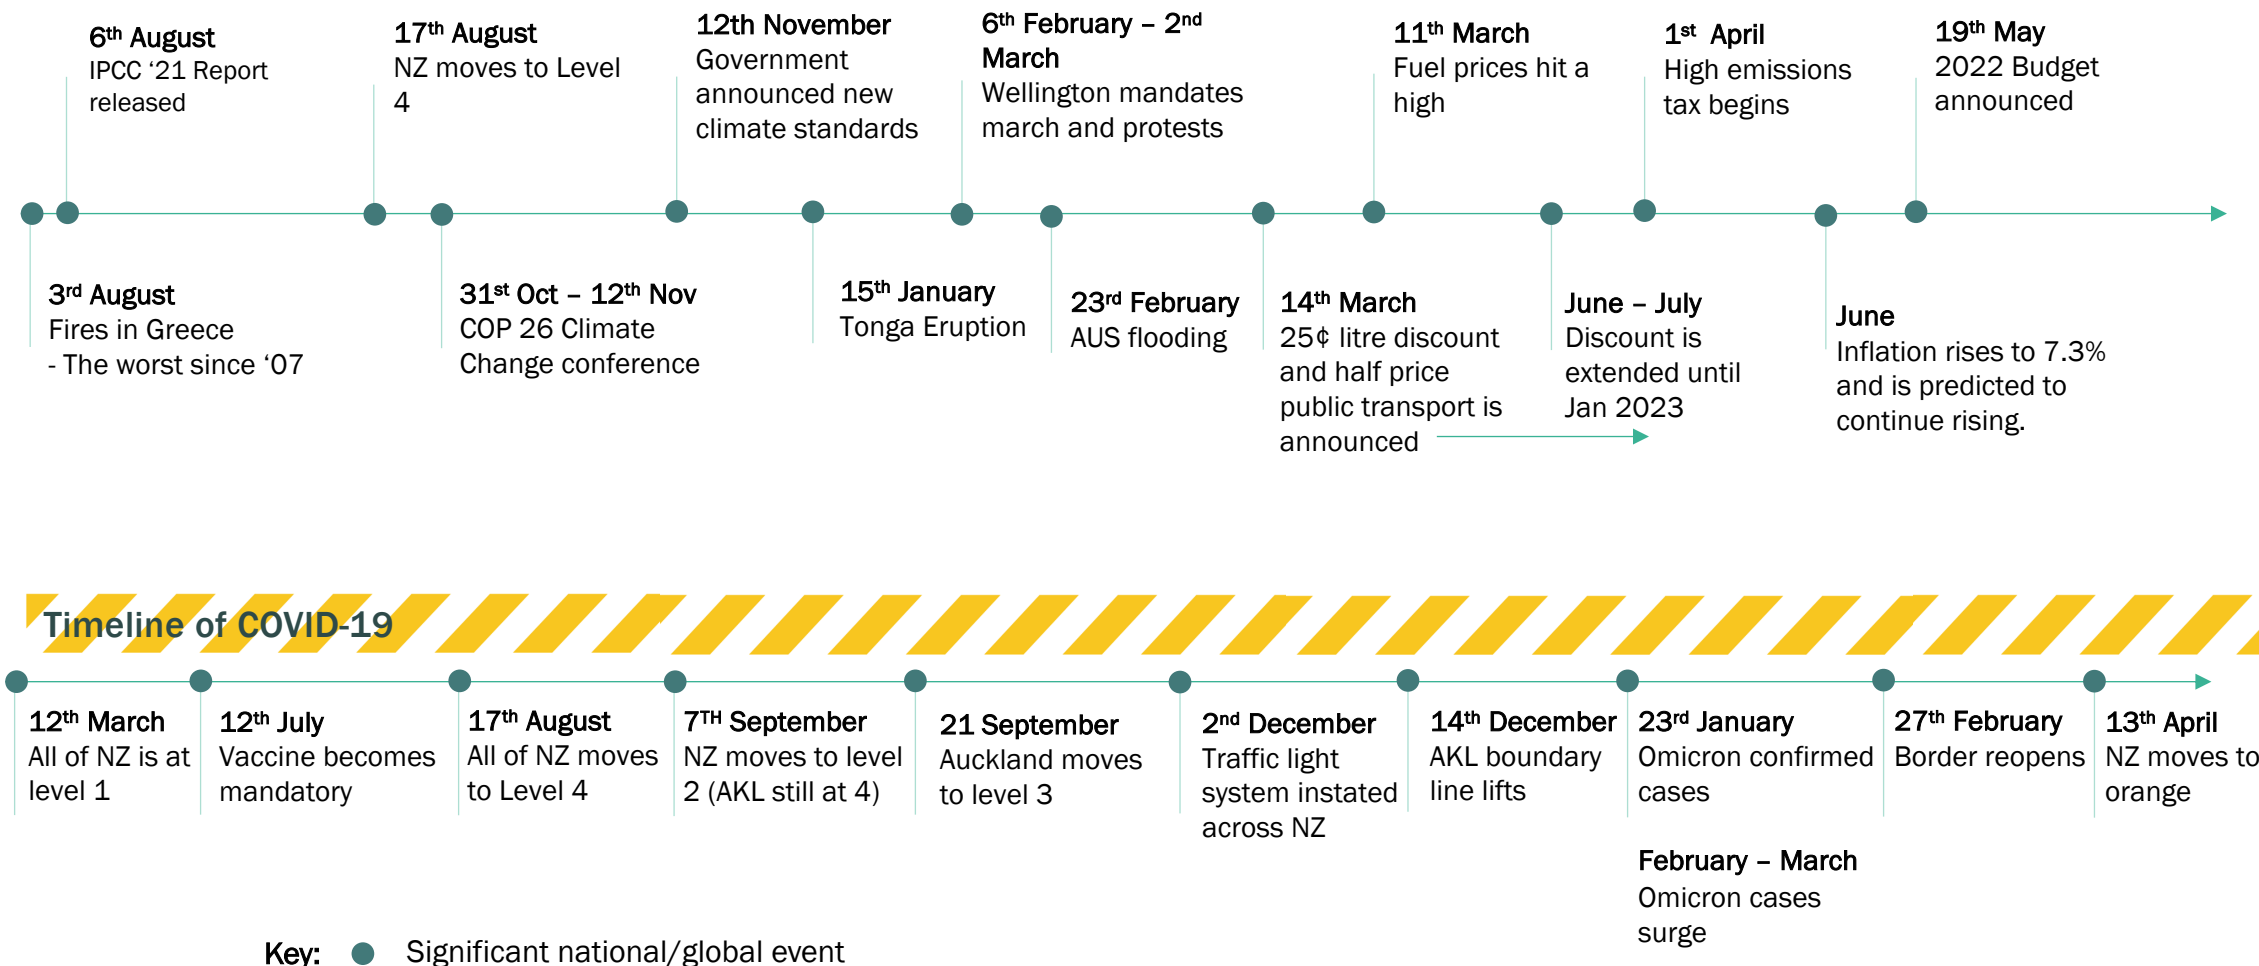 6th August
IPCC ‘21 Report
released
17th August
NZ moves to Level
4
12th November
Government
announced new
climate standards
6th February – 2nd
March
Wellington mandates
march and protests
11th March
Fuel prices hit a
high
1st April
High emissions
tax begins
19th May
2022 Budget
announced
3rd August
Fires in Greece
- The worst since ‘07
31st Oct – 12th Nov
COP 26 Climate
Change conference
15th January
Tonga Eruption
23rd February
AUS flooding
14th March
25¢ litre discount
and half price
public transport is
announced
June – July
Discount is
extended until
Jan 2023
June
Inflation rises to 7.3%
and is predicted to
continue rising.
Timeline of COVID-19
12th March
All of NZ is at
level 1
12th July
Vaccine becomes
mandatory
17th August
All of NZ moves
to Level 4
7TH September
NZ moves to level
2 (AKL still at 4)
21 September
Auckland moves
to level 3
2nd December
Traffic light
system instated
across NZ
14th December
AKL boundary
line lifts
23rd January
Omicron confirmed
cases
February – March
Omicron cases
surge
27th February
Border reopens
13th April
NZ moves to
orange
Key:
Significant national/global event